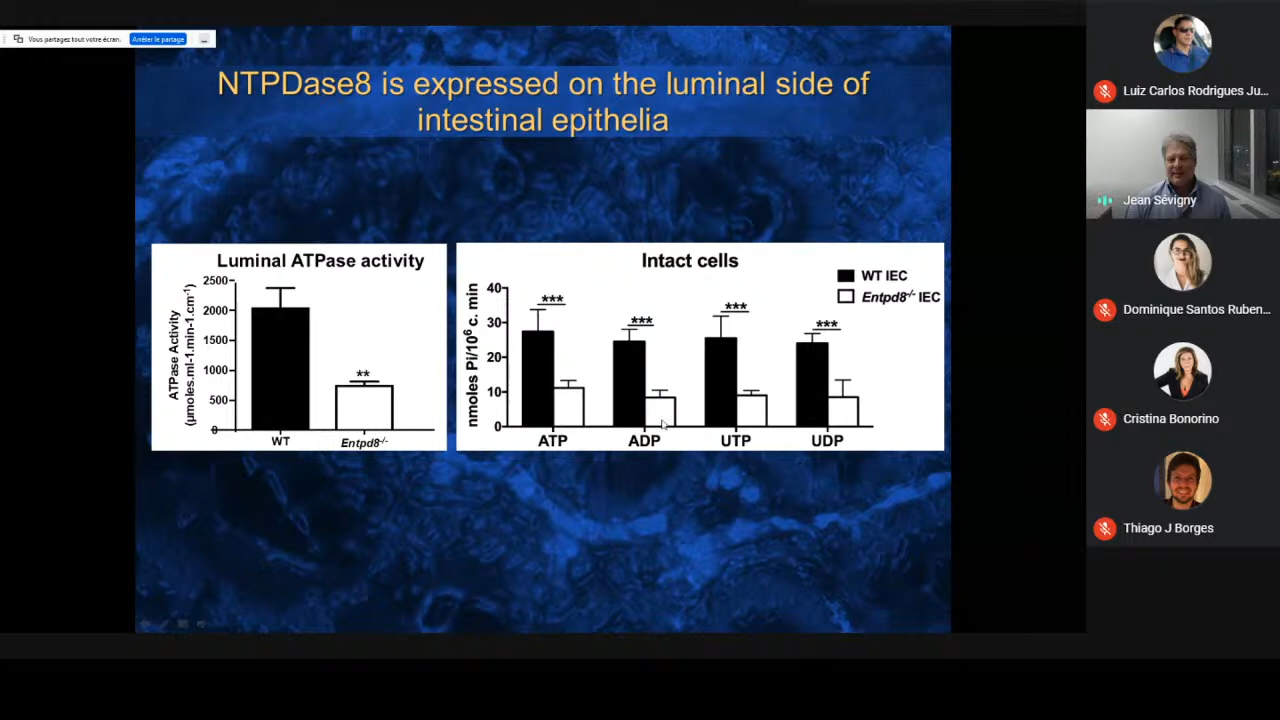 Vous partagez tout votre écran.
Arrêter le partage
NTPDase8 is expressed on the luminal side of
intestinal epithelia
Luminal ATPase activity
ATPase Activity
(µmoles.ml-1.min-1.cm⁻¹)
2500
2000
1500
1000
500
0
**
WT
Entpd8⁻/⁻
Intact cells
WT IEC
Entpd8⁻/⁻ IEC
nmoles Pi/10⁶ c. min
40
30
20
10
0
***
***
***
***
ATP
ADP
UTP
UDP
Luiz Carlos Rodrigues Ju...
Jean Sévigny
Dominique Santos Ruben...
Cristina Bonorino
Thiago J Borges